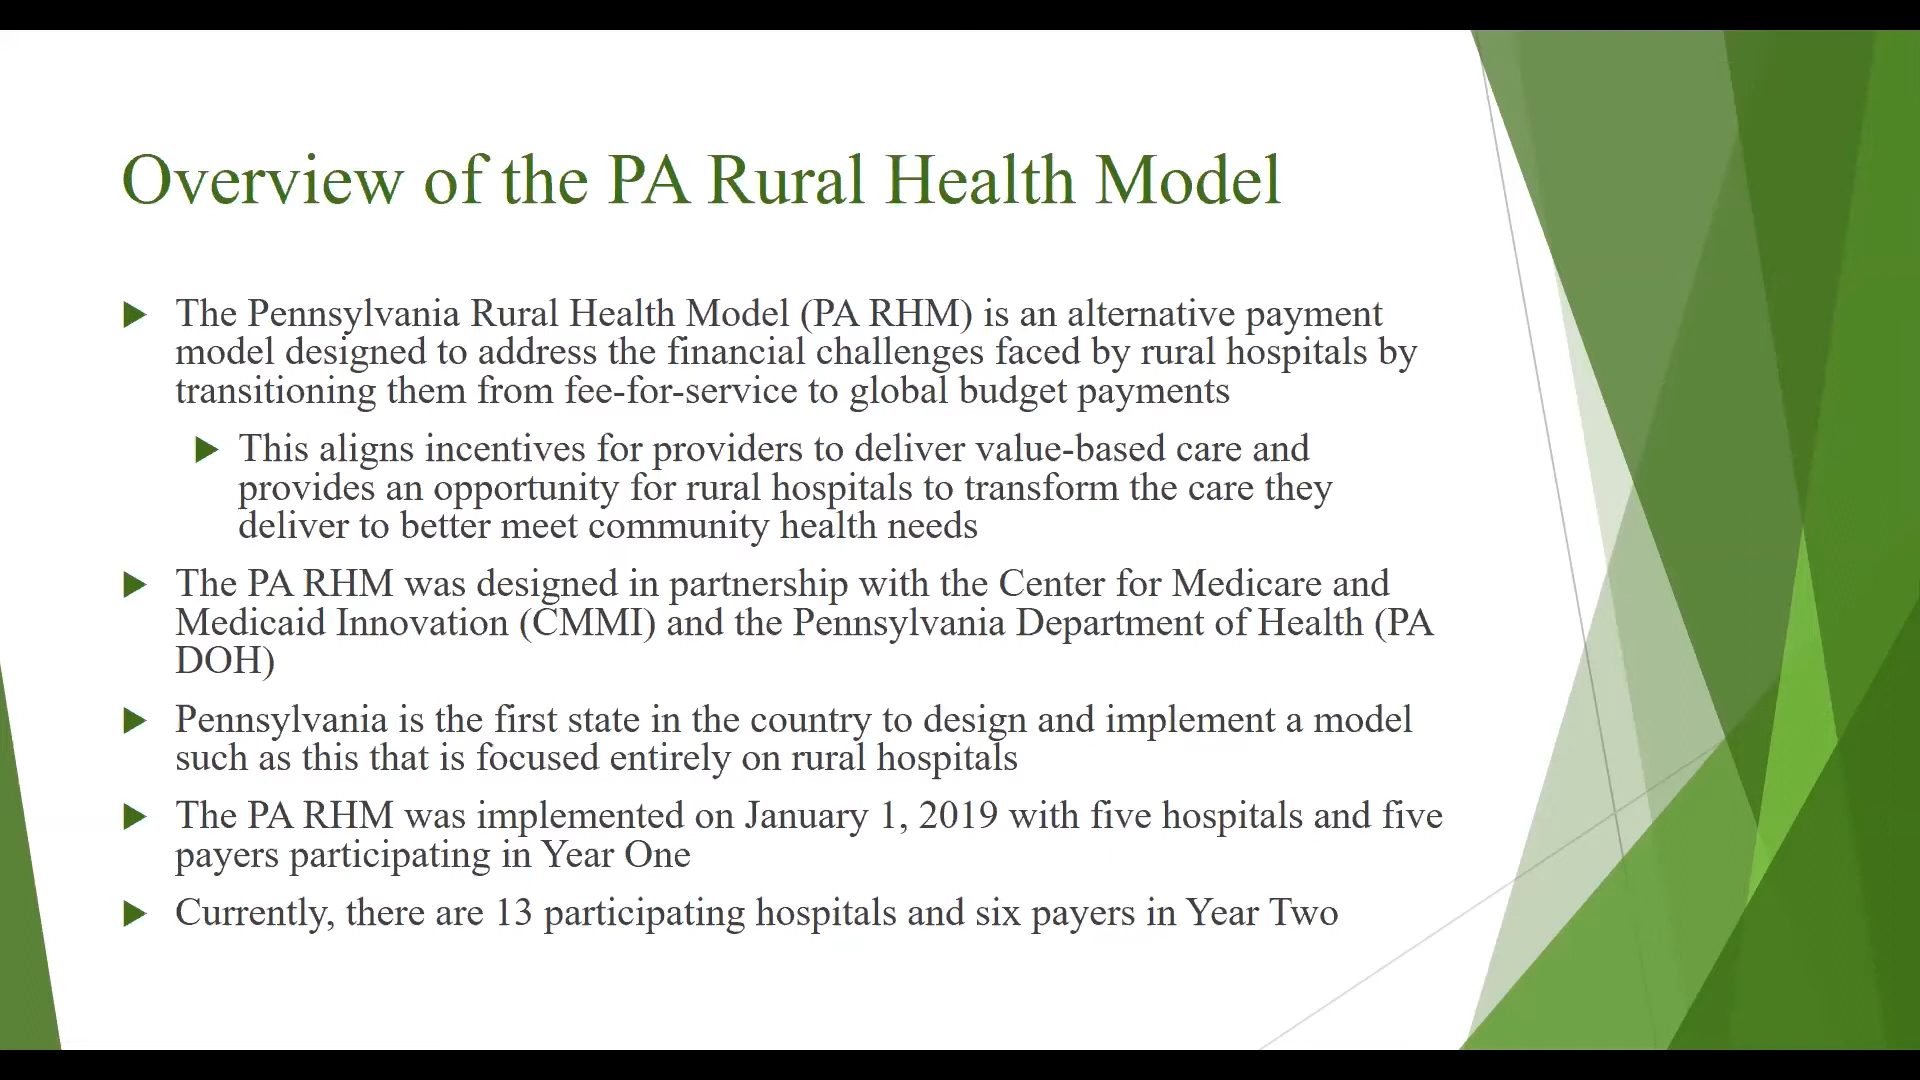 Overview of the PA Rural Health Model
The Pennsylvania Rural Health Model (PA RHM) is an alternative payment
model designed to address the financial challenges faced by rural hospitals by
transitioning them from fee-for-service to global budget payments
This aligns incentives for providers to deliver value-based care and
provides an opportunity for rural hospitals to transform the care they
deliver to better meet community health needs
The PA RHM was designed in partnership with the Center for Medicare and
Medicaid Innovation (CMMI) and the Pennsylvania Department of Health (PA
DOH)
Pennsylvania is the first state in the country to design and implement a model
such as this that is focused entirely on rural hospitals
The PA RHM was implemented on January 1, 2019 with five hospitals and five
payers participating in Year One
Currently, there are 13 participating hospitals and six payers in Year Two